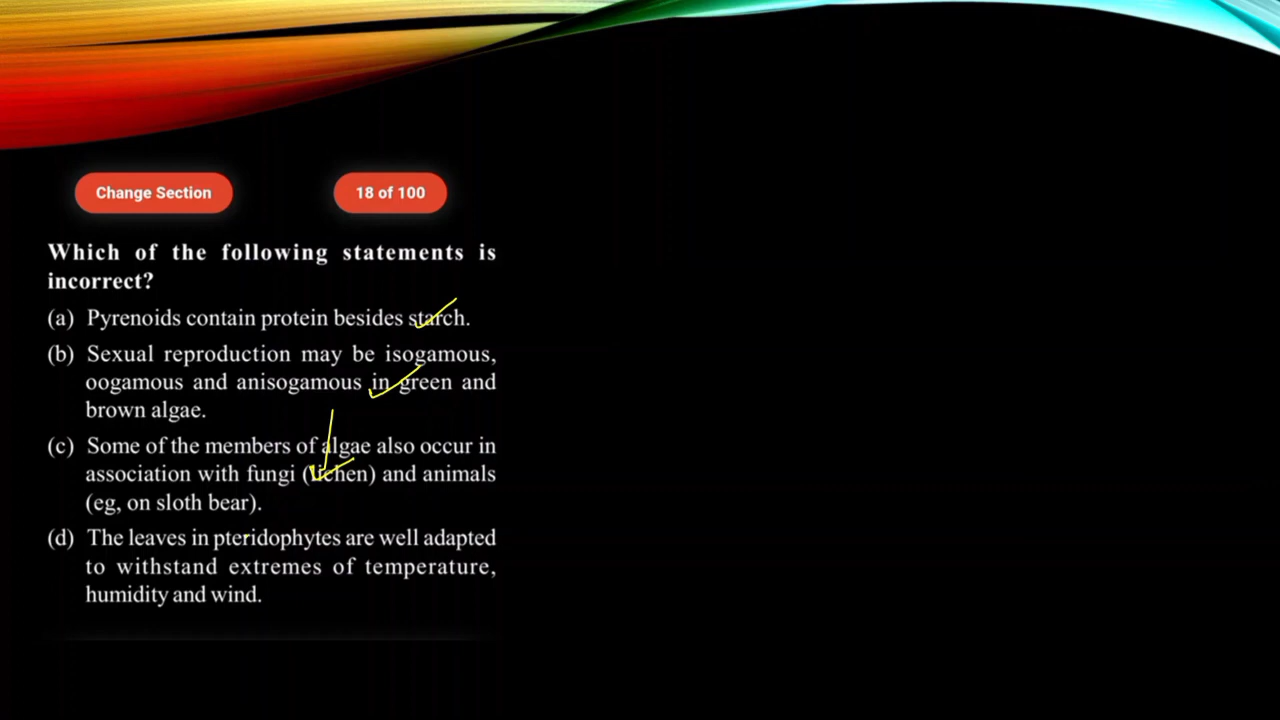 Change Section
18 of 100
Which of the following statements is
incorrect?
(a) Pyrenoids contain protein besides starch.
(b) Sexual reproduction may be isogamous,
oogamous and anisogamous in green and
brown algae.
(c) Some of the members of algae also occur in
association with fungi (lichen) and animals
(eg, on sloth bear).
(d) The leaves in pteridophytes are well adapted
to withstand extremes of temperature,
humidity and wind.